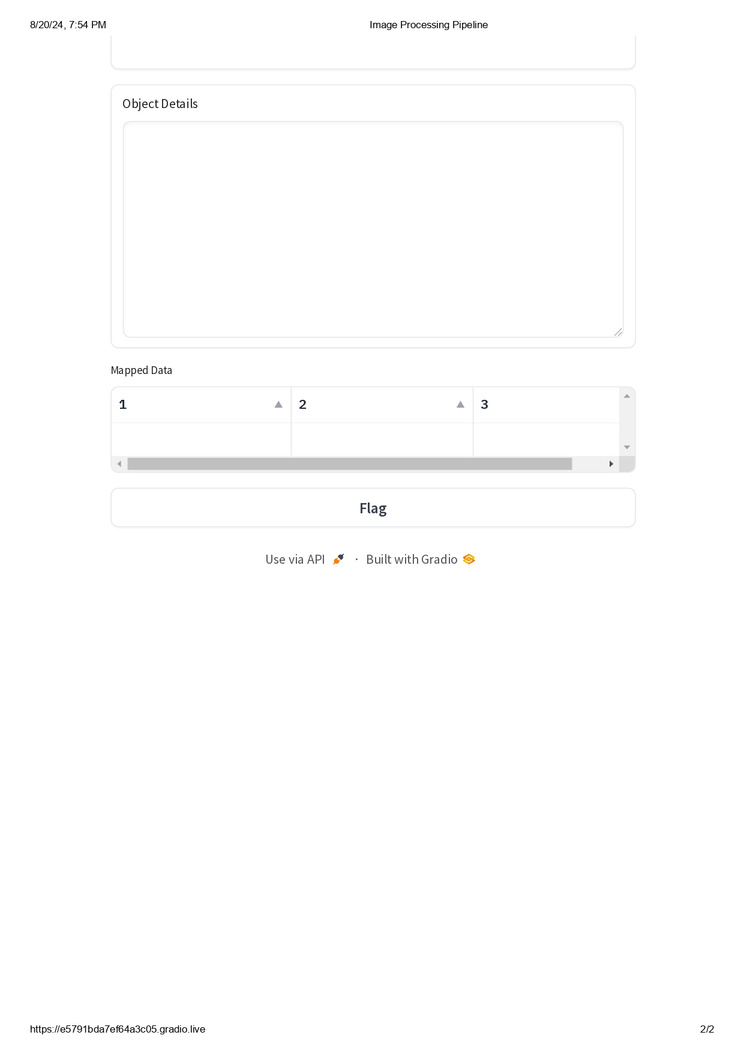 8/20/24, 7:54 PM Image Processing Pipeline
Object Details
Mapped Data
1 2 3
Flag
Use via API · Built with Gradio
https://e5791bda7ef64a3c05.gradio.live 2/2